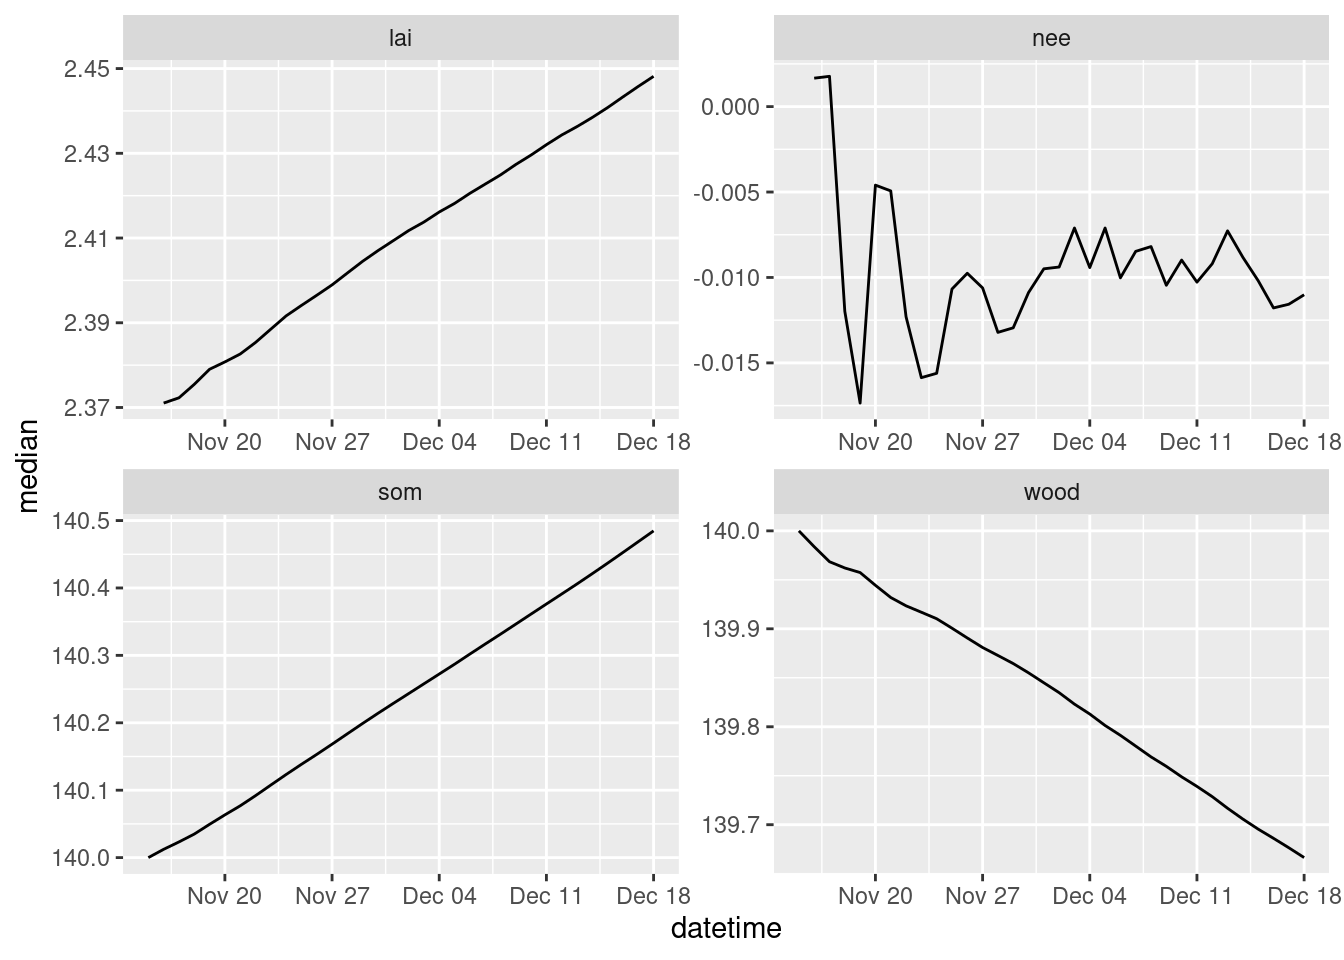 lai
2.45
2.43
2.41
2.39
2.37
Nov 20 Nov 27 Dec 04 Dec 11 Dec 18
nee
0.000
-0.005
-0.010
-0.015
Nov 20 Nov 27 Dec 04 Dec 11 Dec 18
median
som
140.5
140.4
140.3
140.2
140.1
140.0
Nov 20 Nov 27 Dec 04 Dec 11 Dec 18
wood
140.0
139.9
139.8
139.7
Nov 20 Nov 27 Dec 04 Dec 11 Dec 18
datetime